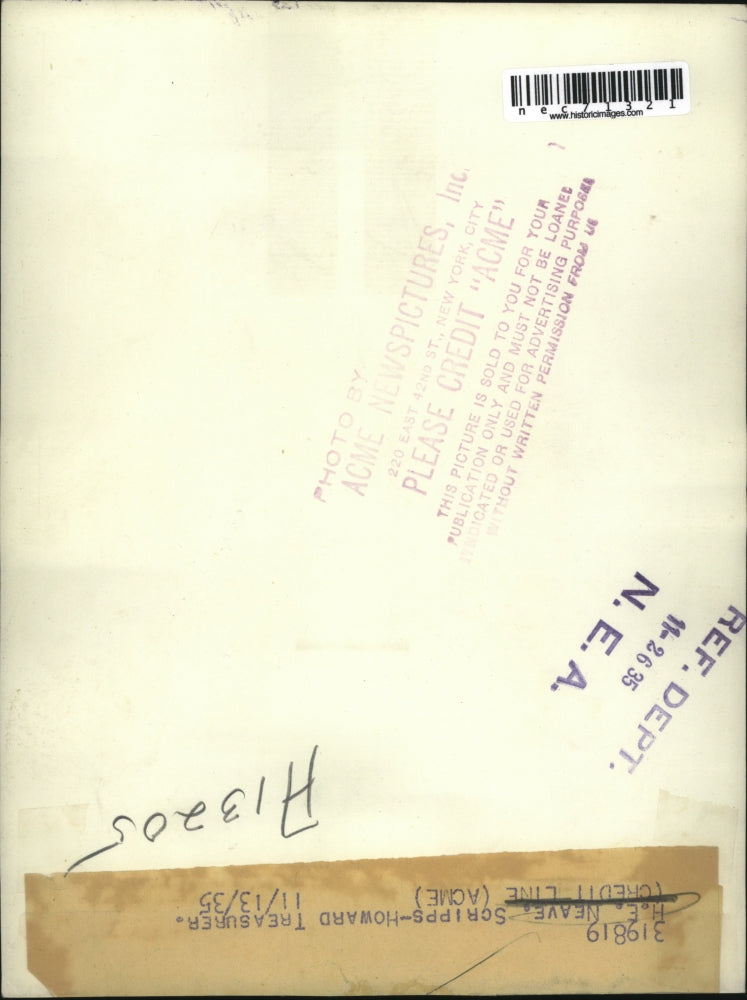 nec71321
www.historicimages.com
PHOTO BY
ACME NEWSPICTURES, Inc.
220 EAST 42ND ST., NEW YORK, CITY
PLEASE CREDIT "ACME"
THIS PICTURE IS SOLD TO YOU FOR YOUR
PUBLICATION ONLY AND MUST NOT BE LOANED
SYNDICATED OR USED FOR ADVERTISING PURPOSES
WITHOUT WRITTEN PERMISSION FROM US
REF. DEPT.
11-26 35
N. E. A.
A13205
319819
H.E. NEAVE, SCRIPPS-HOWARD TREASURER.
(CREDIT LINE (ACME) 11/13/35